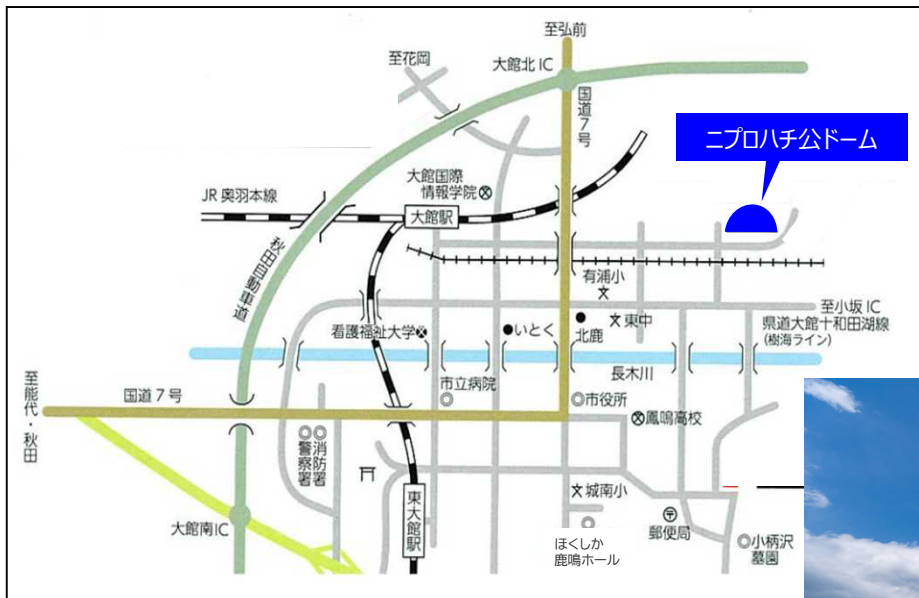 至弘前
至花岡
大館北IC
国道7号
ニプロハチ公ドーム
大館国際
情報学院
JR奥羽本線
大館駅
秋田自動車道
有浦小
至小坂IC
看護福祉大学
いとく
北鹿
東中
県道大館十和田湖線
(樹海ライン)
長木川
至能代・秋田
国道7号
市立病院
市役所
鳳鳴高校
消防署
警察署
東大館駅
城南小
大館南IC
郵便局
ほくしか
鹿鳴ホール
小柄沢
墓園